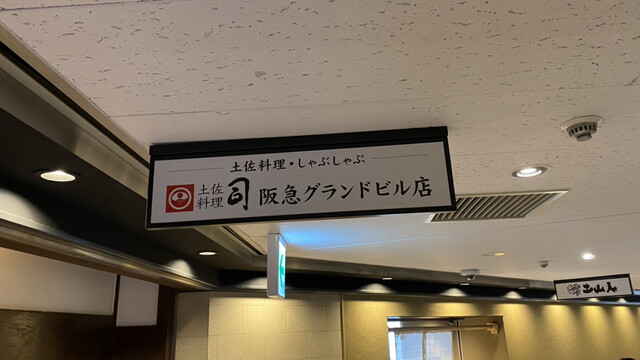 土佐料理・しゃぶしゃぶ
土佐料理 司 阪急グランドビル店